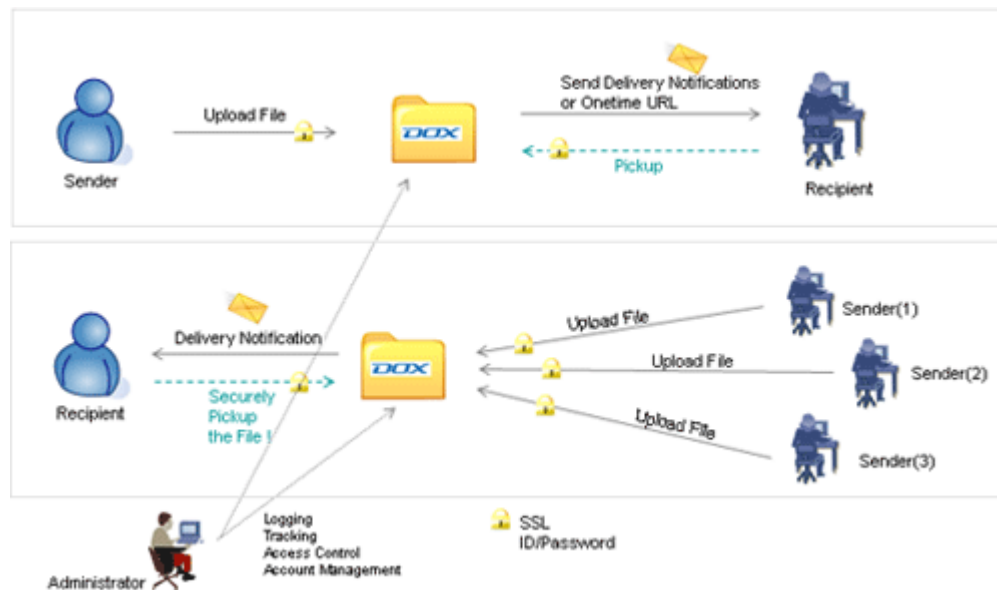 Upload File
Sender
DOX
Send Delivery Notifications
or Onetime URL
Pickup
Recipient
Delivery Notification
Recipient
Securely
Pickup
the File !
DOX
Upload File
Sender(1)
Upload File
Sender(2)
Upload File
Sender(3)
Administrator
Logging
Tracking
Access Control
Account Management
SSL
ID/Password